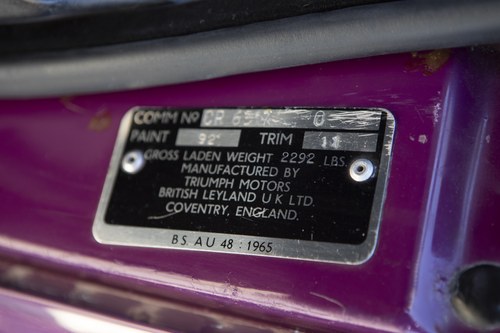 COMM Nº CR
PAINT 92 TRIM 11
GROSS LADEN WEIGHT 2292 LBS.
MANUFACTURED BY
TRIUMPH MOTORS
BRITISH LEYLAND U K LTD.
COVENTRY, ENGLAND.
BS AU 48 : 1965